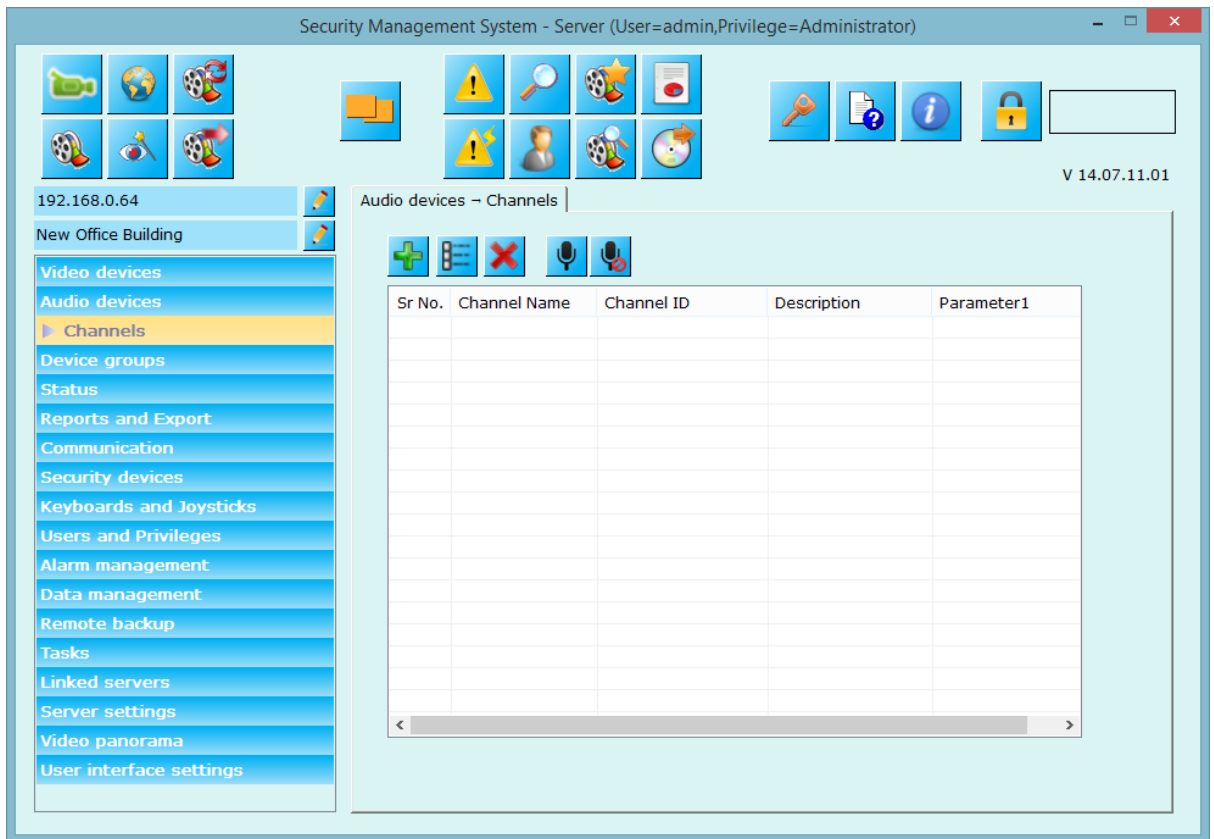 Security Management System - Server (User=admin,Privilege=Administrator)
V 14.07.11.01
192.168.0.64
New Office Building
Video devices
Audio devices
Channels
Device groups
Status
Reports and Export
Communication
Security devices
Keyboards and Joysticks
Users and Privileges
Alarm management
Data management
Remote backup
Tasks
Linked servers
Server settings
Video panorama
User interface settings
Audio devices → Channels
Sr No. Channel Name Channel ID Description Parameter1